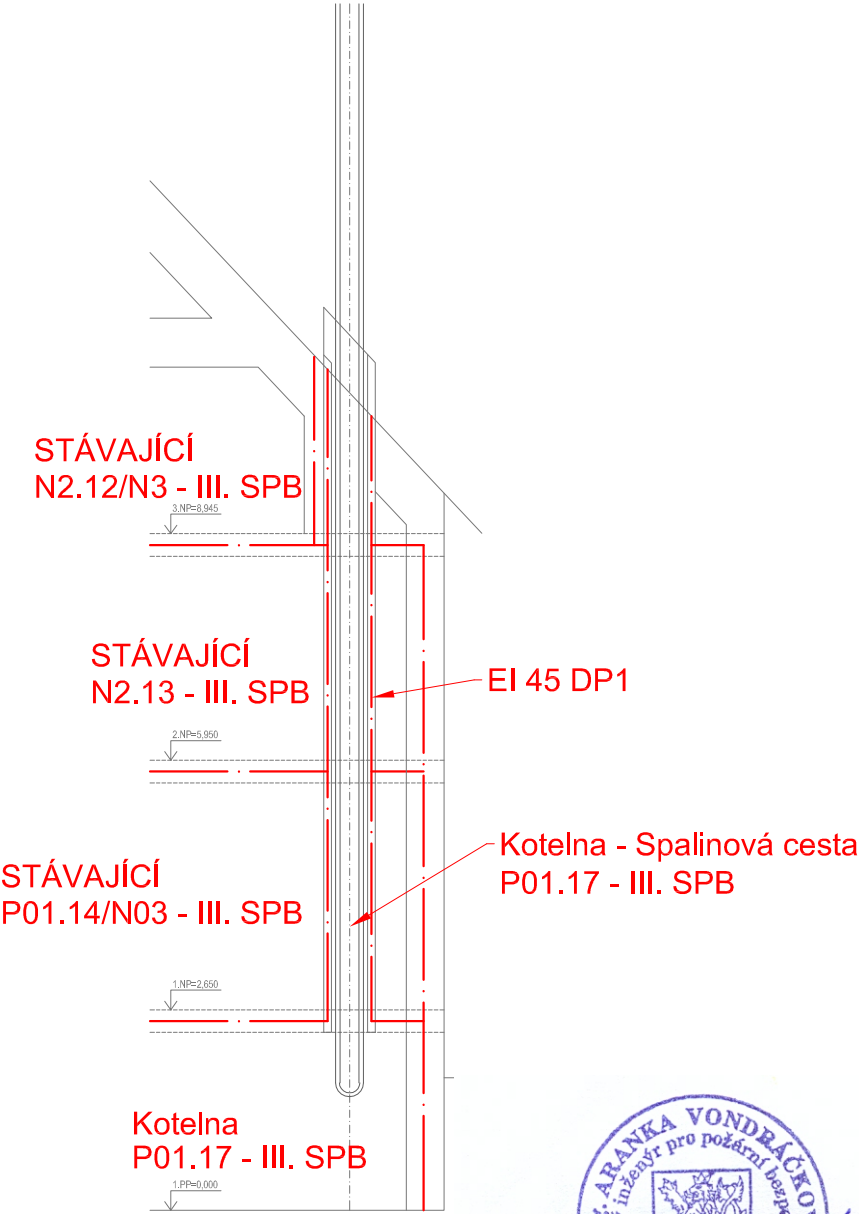 STÁVAJÍCÍ
N2.12/N3 - III. SPB
3.NP=8,945
STÁVAJÍCÍ
N2.13 - III. SPB
EI 45 DP1
2.NP=5,950
Kotelna - Spalinová cesta
P01.17 - III. SPB
STÁVAJÍCÍ
P01.14/N03 - III. SPB
1.NP=2,650
Kotelna
P01.17 - III. SPB
1.PP=0,000
ARANKA
inženýr pro požární